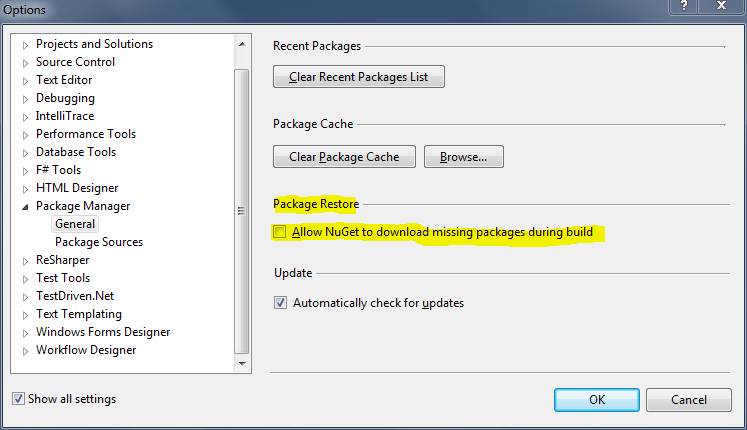 Options
?
Projects and Solutions
Source Control
Text Editor
Debugging
IntelliTrace
Performance Tools
Database Tools
F# Tools
HTML Designer
Package Manager
General
Package Sources
ReSharper
Test Tools
TestDriven.Net
Text Templating
Windows Forms Designer
Workflow Designer
Show all settings
Recent Packages
Clear Recent Packages List
Package Cache
Clear Package Cache Browse...
Package Restore
Allow NuGet to download missing packages during build
Update
Automatically check for updates
OK Cancel